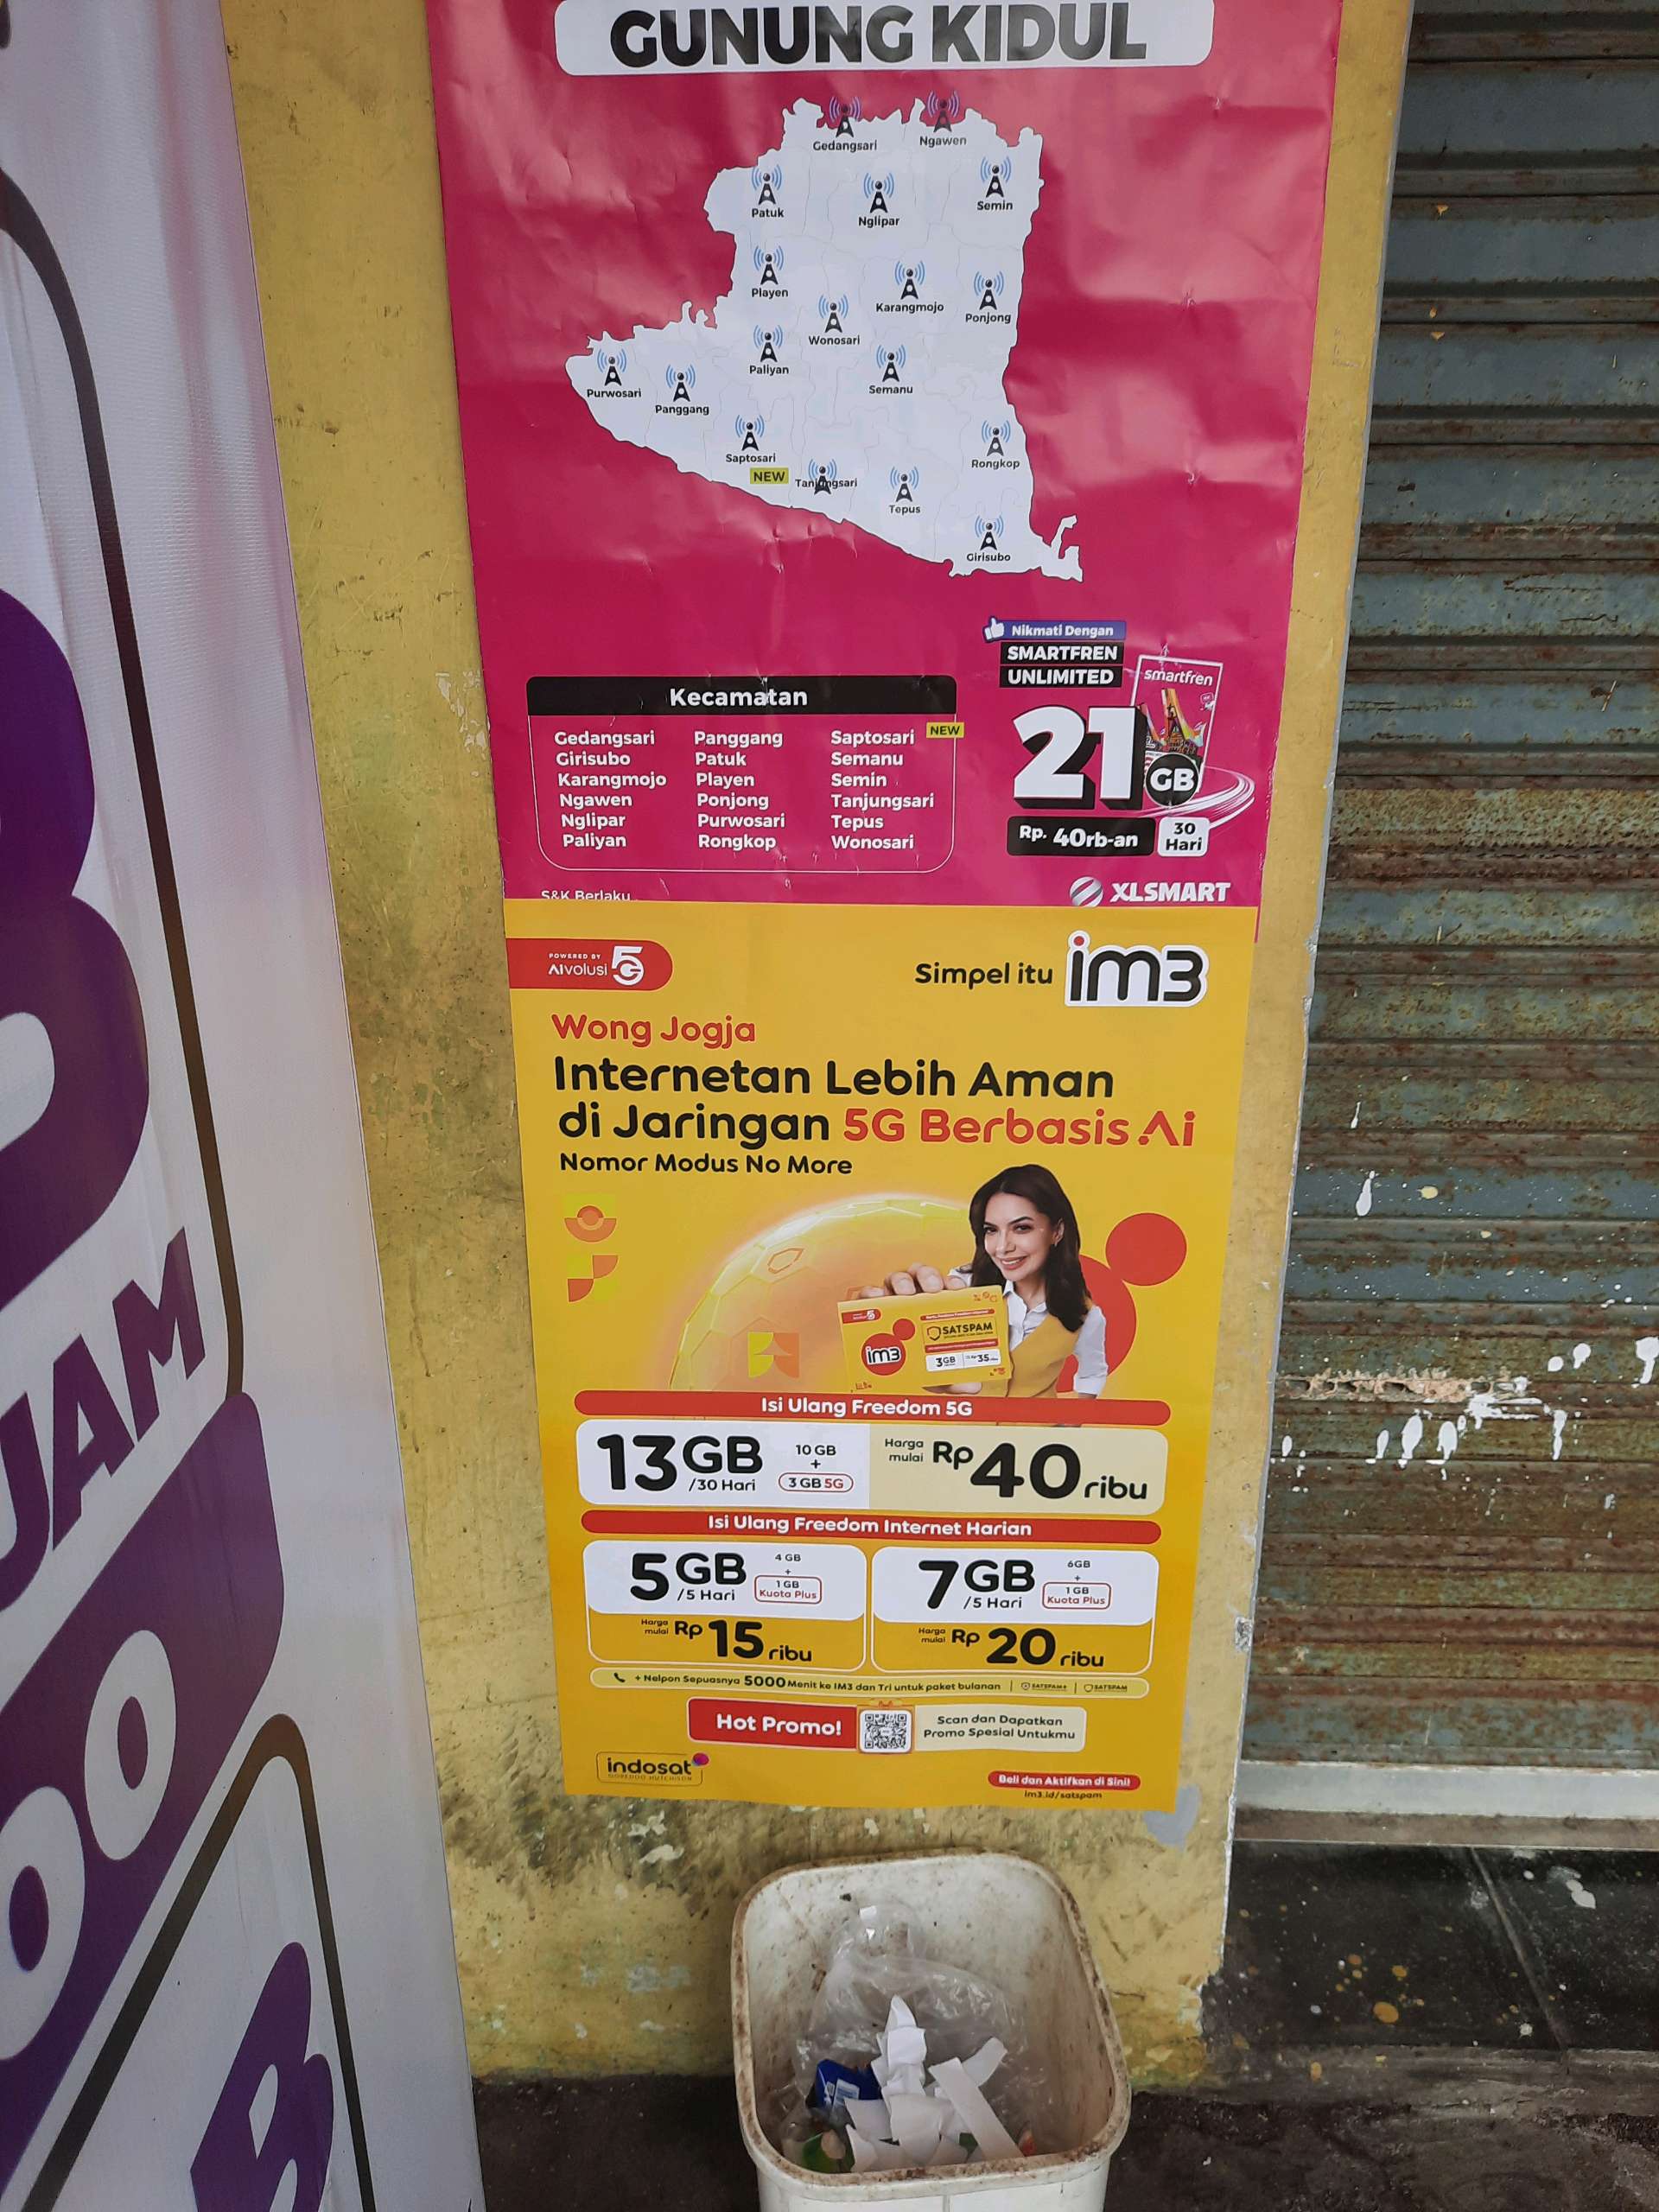 GUNUNG KIDUL
Gedangsari
Ngawen
Patuk
Nglipar
Semin
Playen
Karangmojo
Ponjong
Wonosari
Paliyan
Semanu
Purwosari
Panggang
Saptosari
NEW
Tanjungsari
Rongkop
Tepus
Girisubo
Nikmati Dengan
SMARTFREN
UNLIMITED
smartfren
21 GB
Rp. 40rb-an
30 Hari
Kecamatan
Gedangsari Panggang Saptosari NEW
Girisubo Patuk Semanu
Karangmojo Playen Semin
Ngawen Ponjong Tanjungsari
Nglipar Purwosari Tepus
Paliyan Rongkop Wonosari
S&K Berlaku
XLSMART
POWERED BY
AIvolusi 5G
Simpel itu im3
Wong Jogja
Internetan Lebih Aman
di Jaringan 5G Berbasis Ai
Nomor Modus No More
SATSPAM
im3
3GB 35
Isi Ulang Freedom 5G
13GB /30 Hari
10 GB
+
3 GB 5G
Harga mulai Rp 40 ribu
Isi Ulang Freedom Internet Harian
5GB /5 Hari
4 GB
+
1 GB
Kuota Plus
Harga mulai Rp 15 ribu
7GB /5 Hari
6GB
+
1 GB
Kuota Plus
Harga mulai Rp 20 ribu
+ Nelpon Sepuasnya 5000 Menit ke IM3 dan Tri untuk paket bulanan | SATSPAM+ | SATSPAM
Hot Promo!
Scan dan Dapatkan
Promo Spesial Untukmu
indosat
OOREDOO HUTCHISON
Beli dan Aktifkan di Sini!
im3.id/satspam
JAM
B